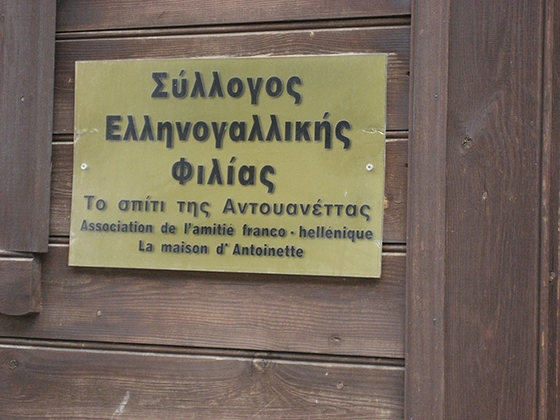 Σύλλογος
Ελληνογαλλικής
Φιλίας
Το σπίτι της Αντουανέττας
Association de l'amitié franco - hellénique
La maison d' Antoinette